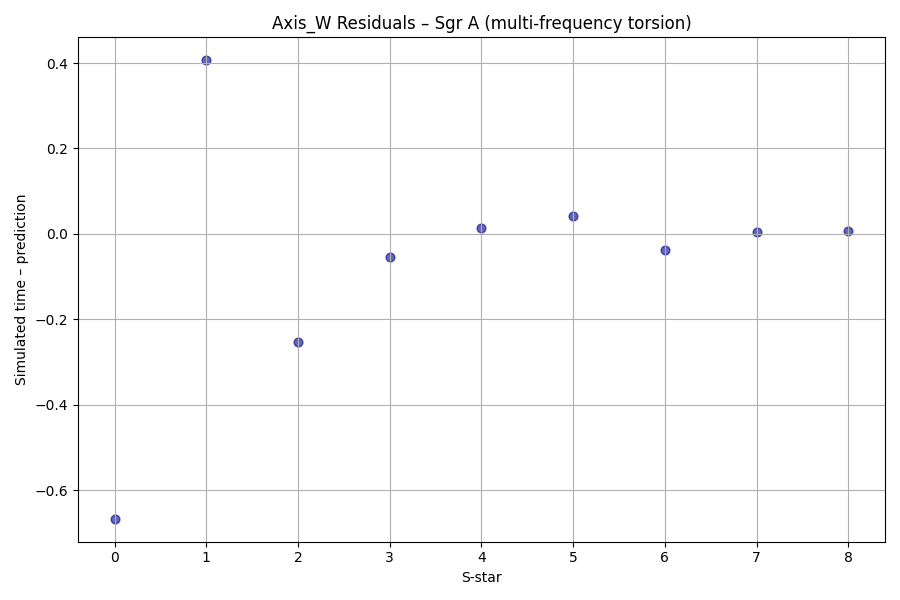 Axis_W Residuals – Sgr A (multi-frequency torsion)
Simulated time – prediction
0.4
0.2
0.0
−0.2
−0.4
−0.6
0 1 2 3 4 5 6 7 8
S-star